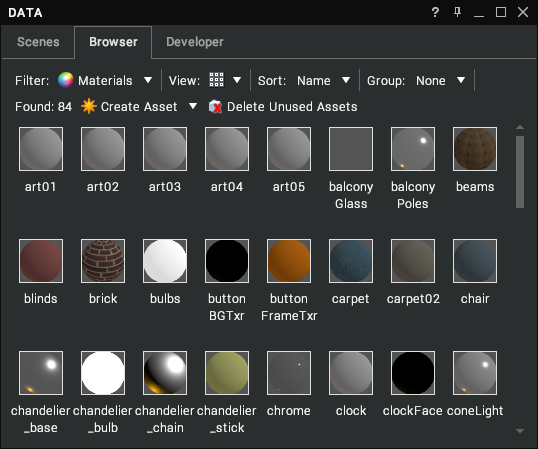 DATA ?
Scenes Browser Developer
Filter: Materials View: Sort: Name Group: None
Found: 84 Create Asset Delete Unused Assets
art01 art02 art03 art04 art05 balcony balcony beams
Glass Poles
blinds brick bulbs button button carpet carpet02 chair
BGTxr FrameTxr
chandelier chandelier chandelier chandelier chrome clock clockFace coneLight
_base _bulb _chain _stick